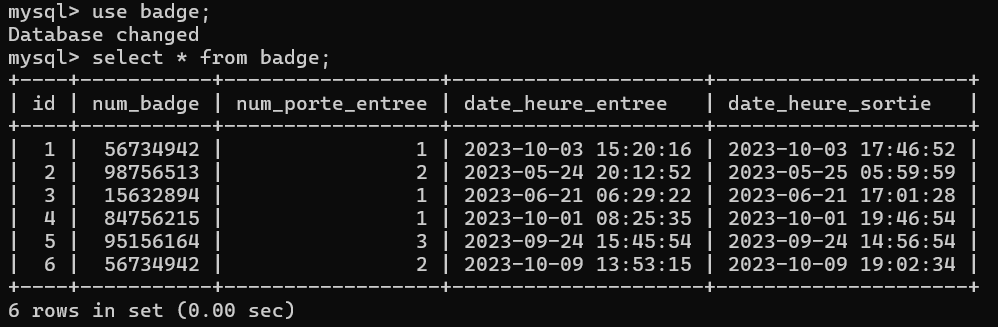 mysql> use badge;
Database changed
mysql> select * from badge;
+----+-----------+------------------+---------------------+---------------------+
| id | num_badge | num_porte_entree | date_heure_entree   | date_heure_sortie   |
+----+-----------+------------------+---------------------+---------------------+
|  1 |  56734942 |                1 | 2023-10-03 15:20:16 | 2023-10-03 17:46:52 |
|  2 |  98756513 |                2 | 2023-05-24 20:12:52 | 2023-05-25 05:59:59 |
|  3 |  15632894 |                1 | 2023-06-21 06:29:22 | 2023-06-21 17:01:28 |
|  4 |  84756215 |                1 | 2023-10-01 08:25:35 | 2023-10-01 19:46:54 |
|  5 |  95156164 |                3 | 2023-09-24 15:45:54 | 2023-09-24 14:56:54 |
|  6 |  56734942 |                2 | 2023-10-09 13:53:15 | 2023-10-09 19:02:34 |
+----+-----------+------------------+---------------------+---------------------+
6 rows in set (0.00 sec)